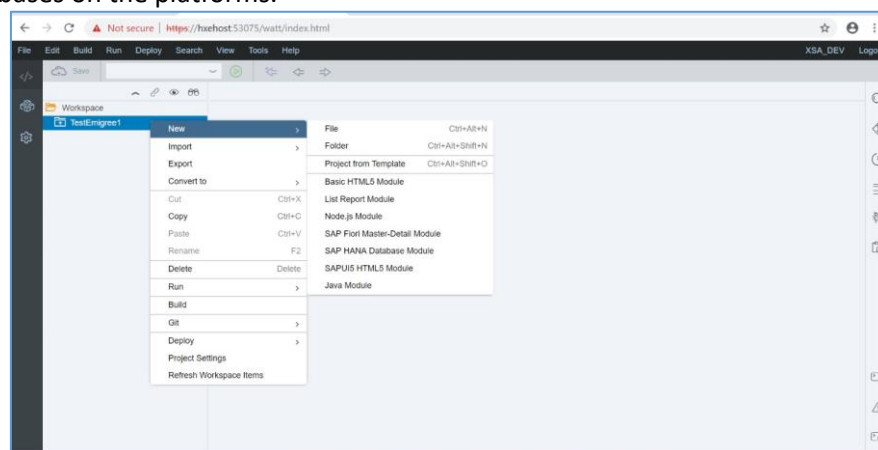 bases on the platforms.
Not secure | https://hxehost:53075/watt/index.html
File Edit Build Run Deploy Search View Tools Help XSA_DEV Logo
Save
Workspace
TestEmigree1
New
File Ctrl+Alt+N
Import
Folder Ctrl+Alt+Shift+N
Export
Project from Template Ctrl+Alt+Shift+O
Convert to
Basic HTML5 Module
Cut Ctrl+X
List Report Module
Copy Ctrl+C
Node.js Module
Paste Ctrl+V
SAP Fiori Master-Detail Module
Rename F2
SAP HANA Database Module
Delete Delete
SAPUI5 HTML5 Module
Run
Java Module
Build
Git
Deploy
Project Settings
Refresh Workspace Items